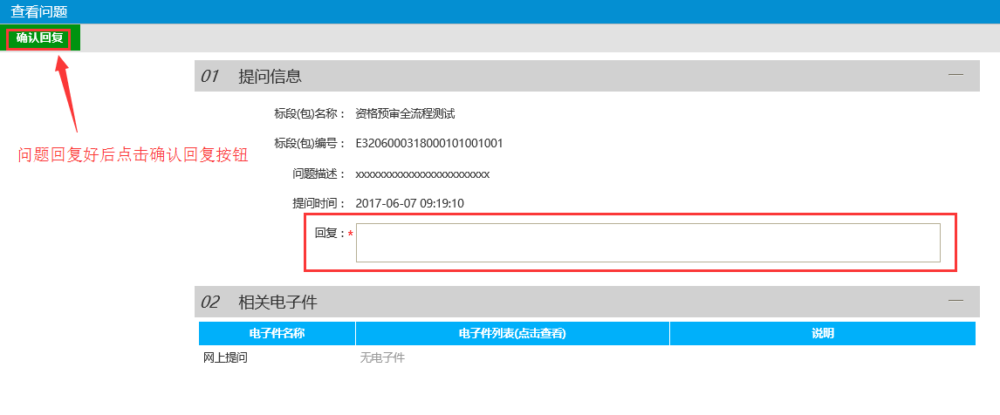 查看问题
确认回复
01 提问信息
标段(包)名称： 资格预审全流程测试
标段(包)编号： E3206000318000101001001
问题回复好后点击确认回复按钮
问题描述： xxxxxxxxxxxxxxxxxxxxxxxx
提问时间： 2017-06-07 09:19:10
回复：*
02 相关电子件
电子件名称 电子件列表(点击查看) 说明
网上提问 无电子件